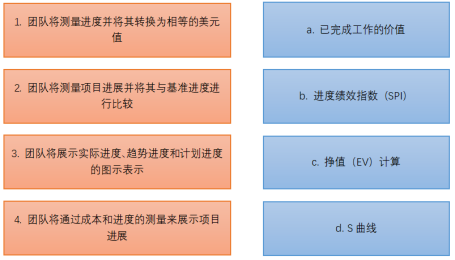 1. 团队将测量进度并将其转换为相等的美元
值
a. 已完成工作的价值
2. 团队将测量项目进展并将其与基准进度进
行比较
b. 进度绩效指数（SPI）
3. 团队将展示实际进度、趋势进度和计划进度
的图示表示
c. 挣值（EV）计算
4. 团队将通过成本和进度的测量来展示项目
进展
d. S 曲线